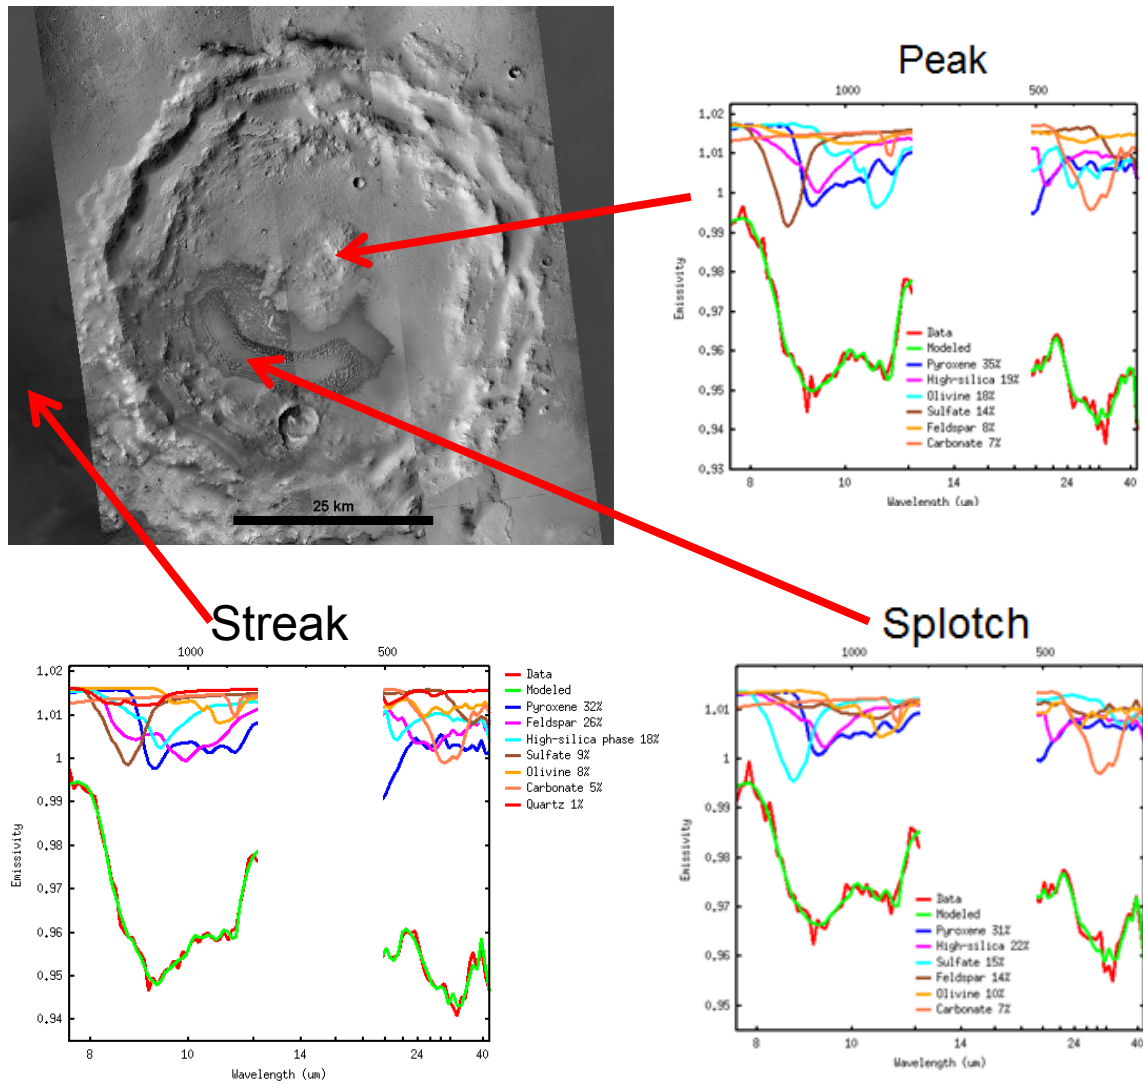 25 km
Peak
1000 500
1.02
1.01
1
0.99
0.98
0.97
0.96
0.95
0.94
0.93
Emissivity
Data
Modeled
Pyroxene 35%
High-silica 19%
Olivine 18%
Sulfate 14%
Feldspar 8%
Carbonate 7%
8 10 14 24 40
Wavelength (um)
Streak
1000 500
1.02
1.01
1
0.99
0.98
0.97
0.96
0.95
0.94
Emissivity
Data
Modeled
Pyroxene 32%
Feldspar 26%
High-silica phase 18%
Sulfate 9%
Olivine 8%
Carbonate 5%
Quartz 1%
8 10 14 24 40
Wavelength (um)
Splotch
1000 500
1.01
1
0.99
0.98
0.97
0.96
0.95
Emissivity
Data
Modeled
Pyroxene 31%
High-silica 22%
Sulfate 15%
Feldspar 14%
Olivine 10%
Carbonate 7%
8 10 14 24 40
Wavelength (um)